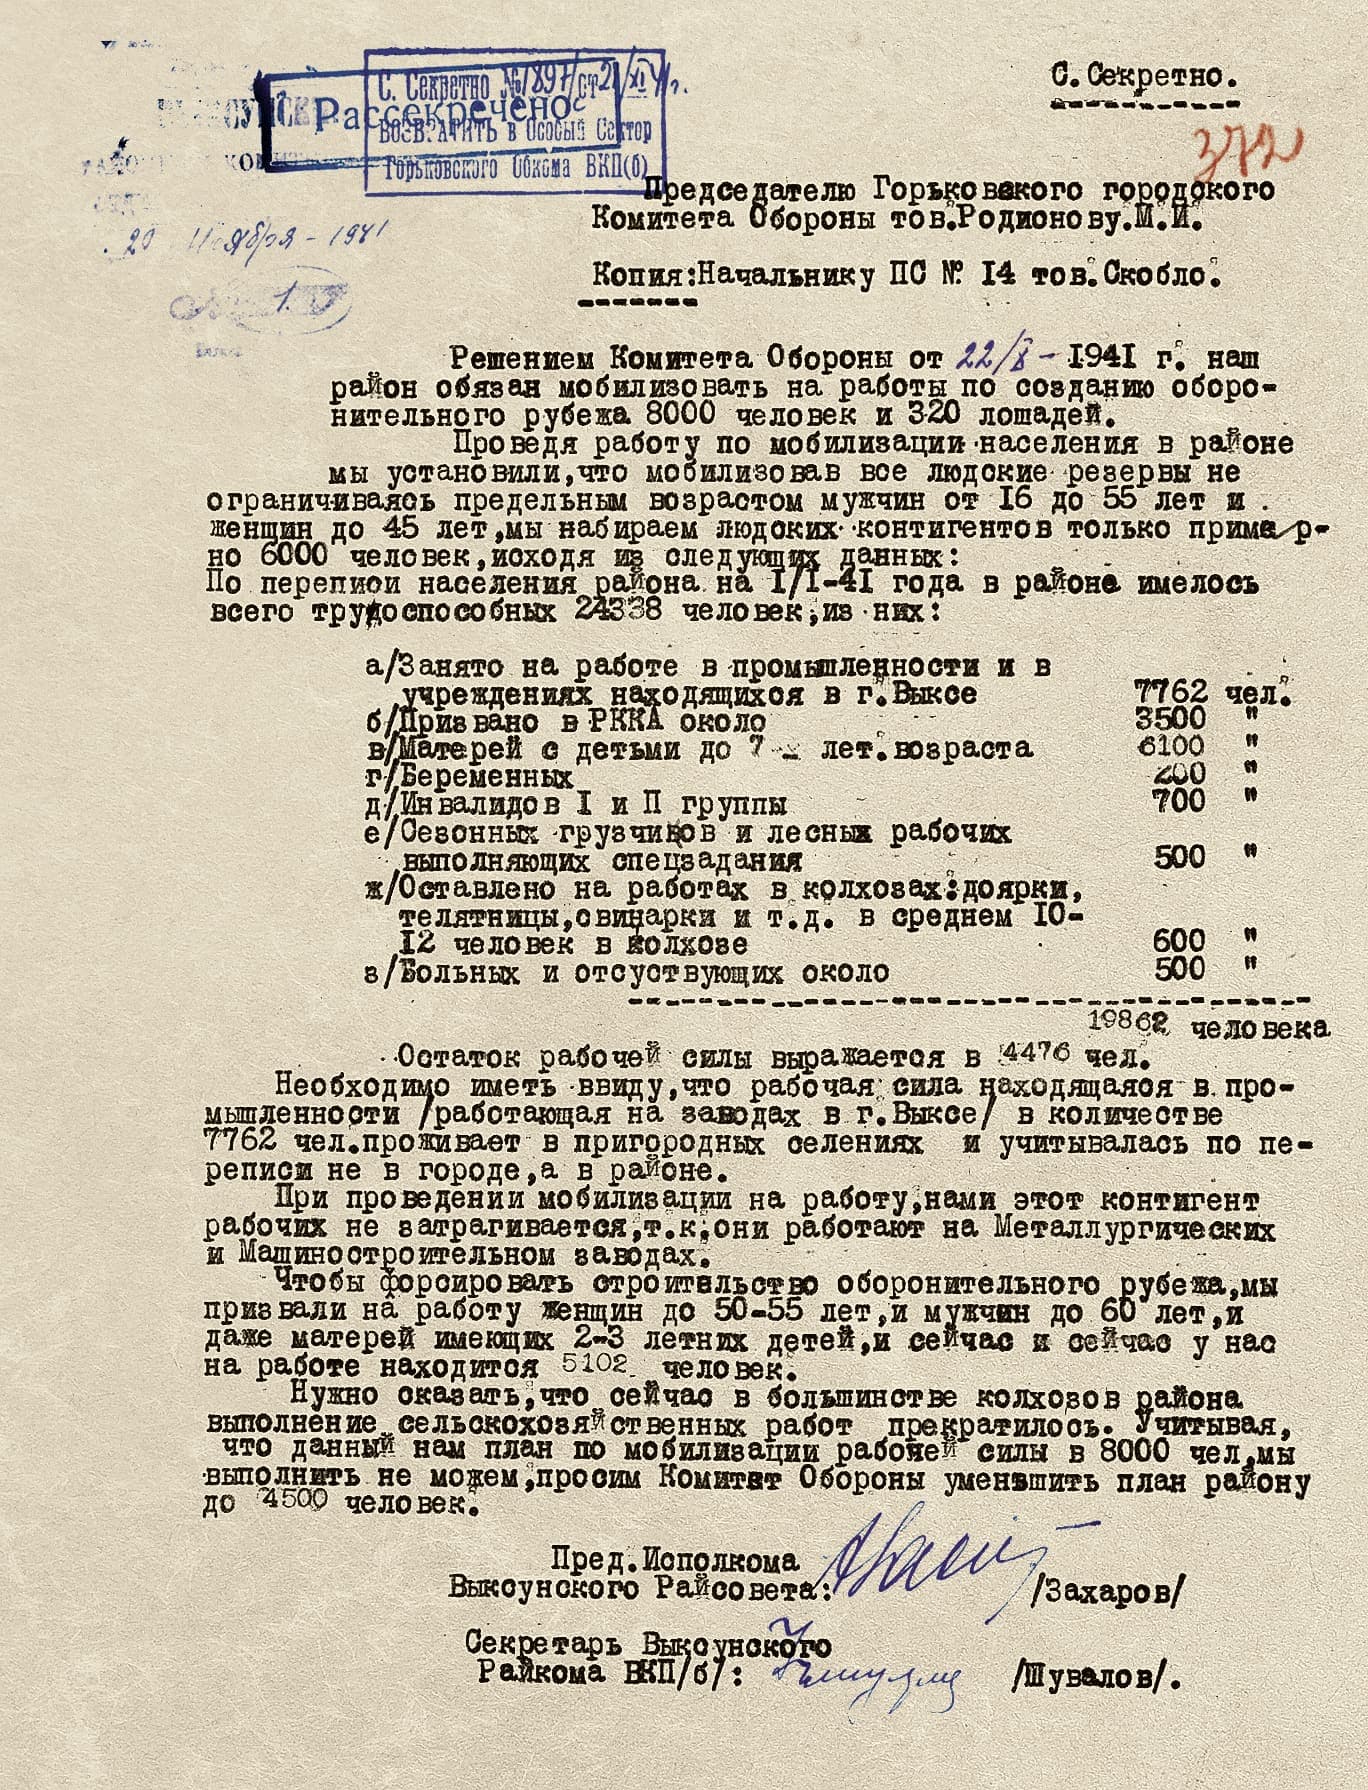 С. Секретно.
С. Секретно №1897/с от 21/XI 41г.
Рассекречено
ВОЗВРАТИТЬ в Особый Сектор
Горьковского Обкома ВКП(б)
372
20 Ноября - 1941
Председателю Горьковского городского
Комитета Обороны тов.Родионову.М.И.
Копия:Начальнику ПС № 14 тов.Скобло.
Решением Комитета Обороны от 22/X - 1941 г. наш
район обязан мобилизовать на работы по созданию оборо-
нительного рубежа 8000 человек и 320 лошадей.
Проведя работу по мобилизации населения в районе
мы установили,что мобилизовав все людские резервы не
ограничиваясь предельным возрастом мужчин от 16 до 55 лет и
женщин до 45 лет,мы набираем людских контигентов только пример-
но 6000 человек,исходя из следующих данных:
По переписи населения района на I/I-41 года в районе имелось
всего трудоспособных 24338 человек,из них:
а/Занято на работе в промышленности и в
учреждениях находящихся в г.Выксе 7762 чел.
б/Призвано в РККА около 3500 "
в/Матерей с детьми до 7 - лет.возраста 6100 "
г/Беременных 200 "
д/Инвалидов I и П группы 700 "
е/Сезонных грузчиков и лесных рабочих
выполняющих спецзадания 500 "
ж/Оставлено на работах в колхозах:доярки,
телятницы,свинарки и т.д. в среднем 10-
12 человек в колхозе 600 "
з/Больных и отсуствующих около 500 "
19862 человека
Остаток рабочей силы выражается в 4476 чел.
Необходимо иметь ввиду,что рабочая сила находящаяся в про-
мышленности /работающая на заводах в г.Выксе/ в количестве
7762 чел.проживает в пригородных селениях и учитывалась по пе-
реписи не в городе,а в районе.
При проведении мобилизации на работу,нами этот контигент
рабочих не затрагивается,т.к.они работают на Металлургических
и Машиностроительном заводах.
Чтобы форсировать строительство оборонительного рубежа,мы
призвали на работу женщин до 50-55 лет,и мужчин до 60 лет,и
даже матерей имеющих 2-3 летних детей,и сейчас и сейчас у нас
на работе находится 5102 человек.
Нужно сказать,что сейчас в большинстве колхозов района
выполнение сельскохозяйственных работ прекратилось. Учитывая,
что данный нам план по мобилизации рабочей силы в 8000 чел,мы
выполнить не можем,просим Комитет Обороны уменьшить план району
до 4500 человек.
Пред.Исполкома
Выксунского Райсовета: /Захаров/
Секретарь Выксунского
Райкома ВКП/б/: /Шувалов/.